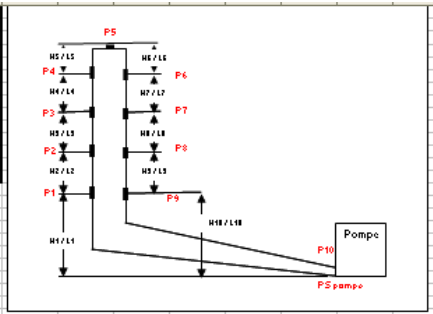 P5
H5 / L5
H6 / L6
P4
P6
H4 / L4
H7 / L7
P3
P7
H3 / L3
H8 / L8
P2
P8
H2 / L2
H9 / L9
P1
P9
H10 / L10
H1 / L1
Pompe
P10
PS pompe